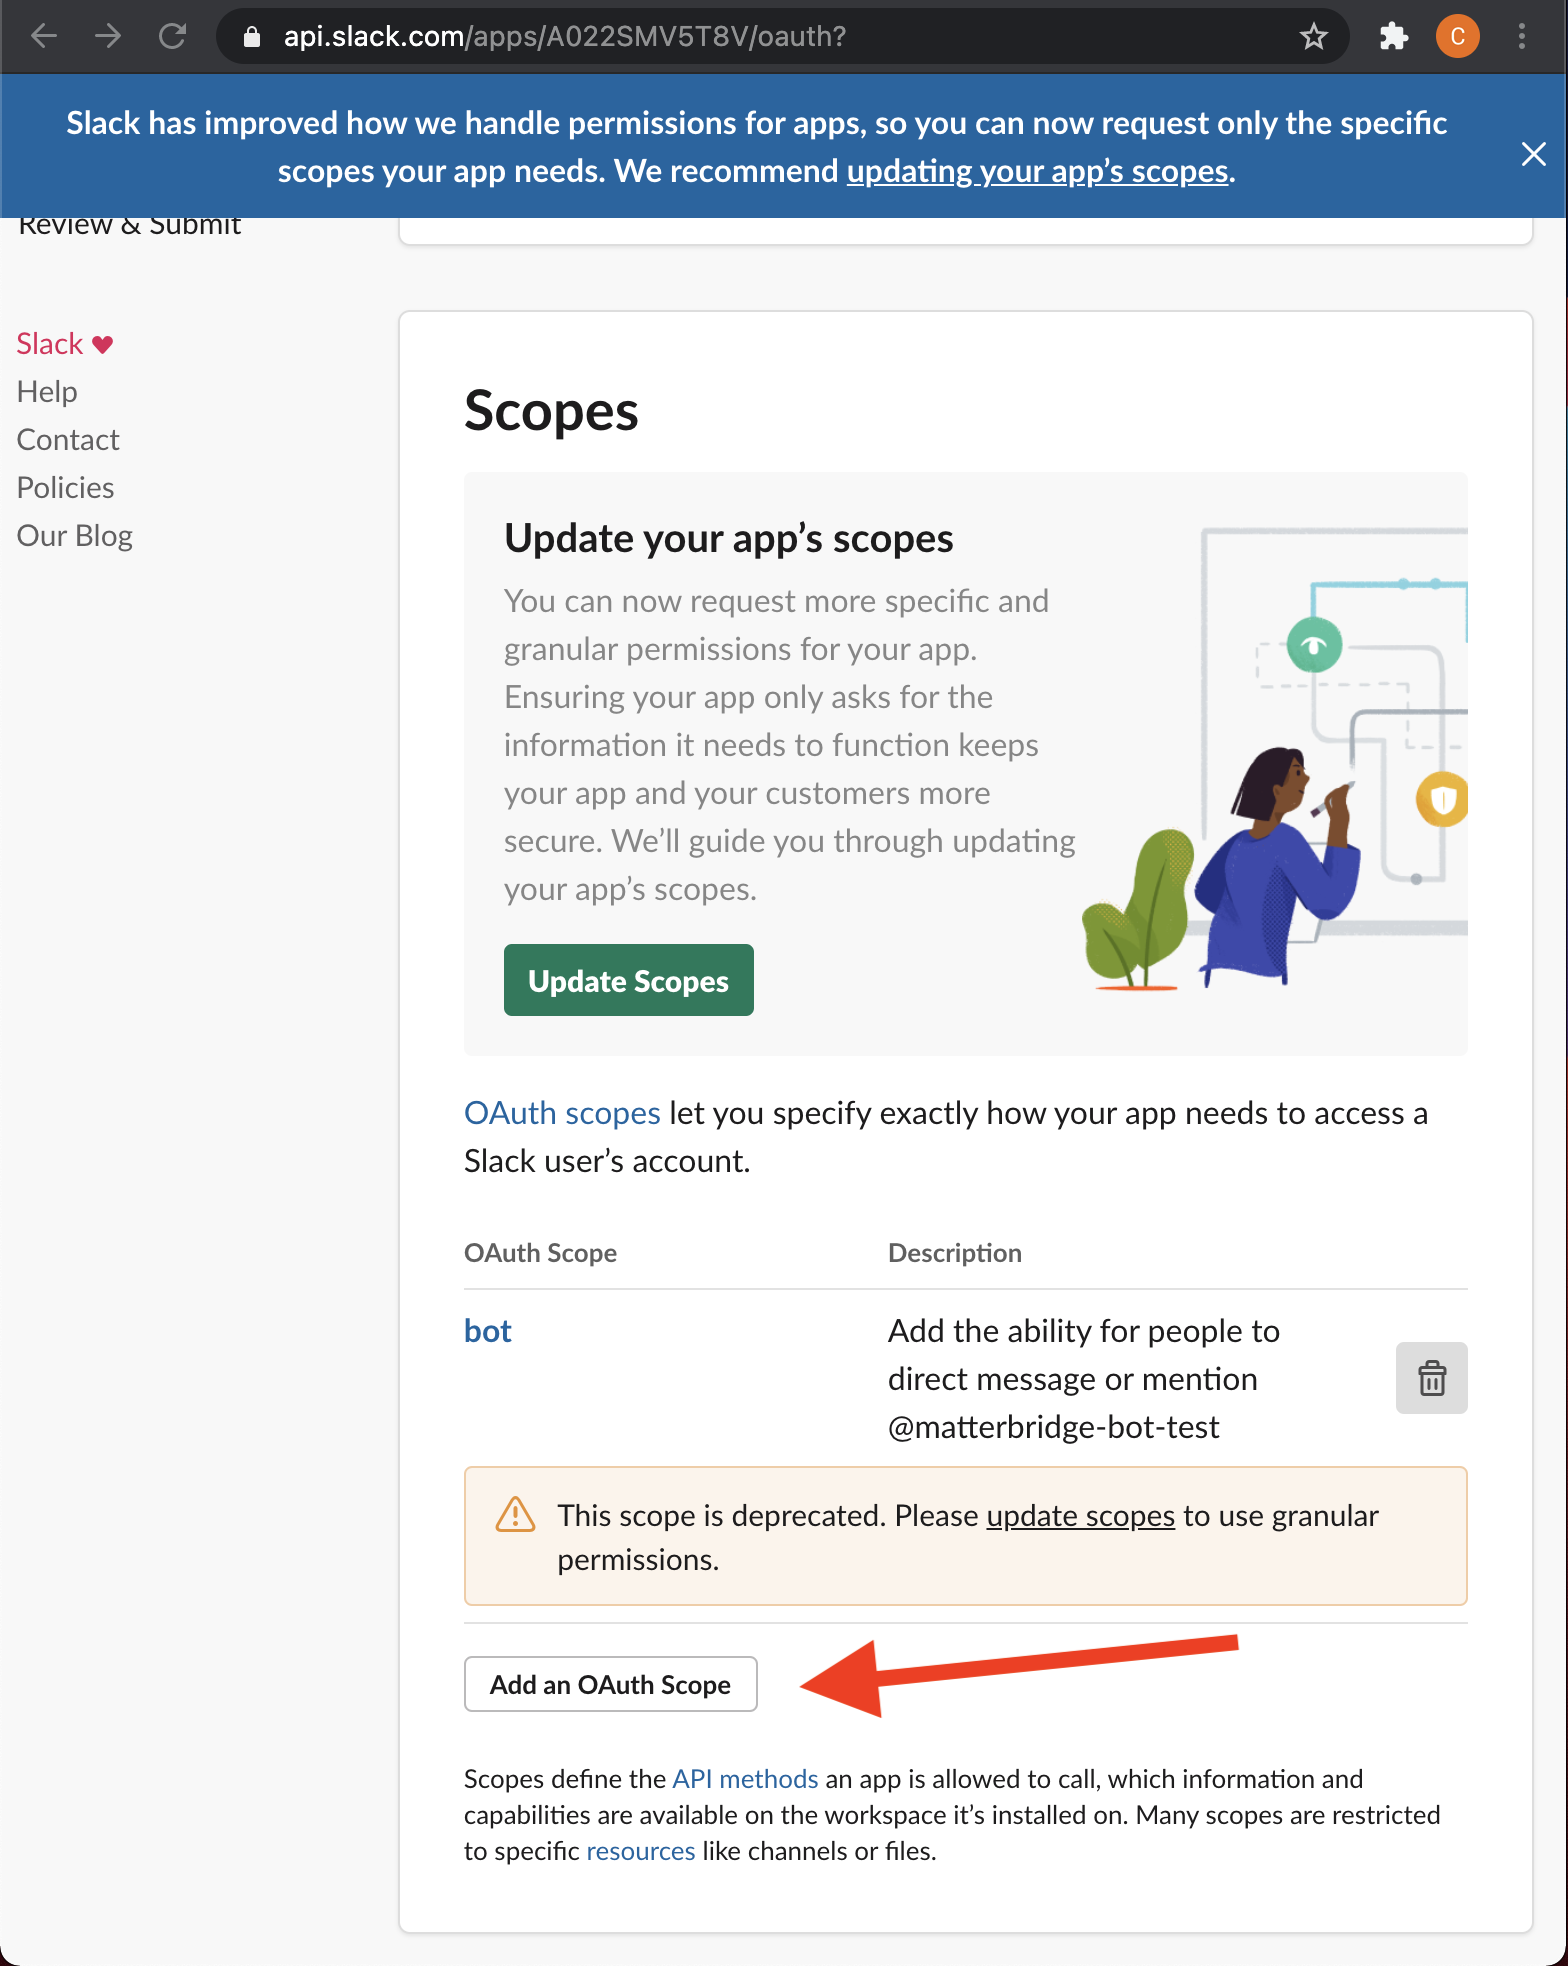 api.slack.com/apps/A022SMV5T8V/oauth?
C
Slack has improved how we handle permissions for apps, so you can now request only the specific
scopes your app needs. We recommend updating your app’s scopes.
Review & Submit
Slack ♥
Help
Contact
Policies
Our Blog
Scopes
Update your app’s scopes
You can now request more specific and
granular permissions for your app.
Ensuring your app only asks for the
information it needs to function keeps
your app and your customers more
secure. We’ll guide you through updating
your app’s scopes.
Update Scopes
OAuth scopes let you specify exactly how your app needs to access a
Slack user’s account.
OAuth Scope Description
bot
Add the ability for people to
direct message or mention
@matterbridge-bot-test
This scope is deprecated. Please update scopes to use granular
permissions.
Add an OAuth Scope
Scopes define the API methods an app is allowed to call, which information and
capabilities are available on the workspace it’s installed on. Many scopes are restricted
to specific resources like channels or files.